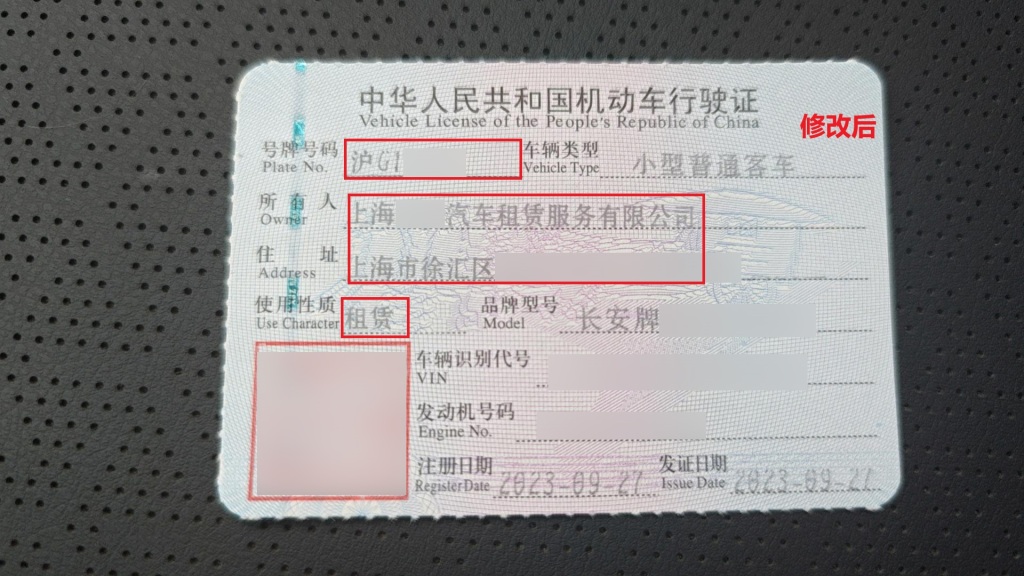 中华人民共和国机动车行驶证
Vehicle License of the People's Republic of China
修改后
号牌号码 沪G1 车辆类型 小型普通客车
Plate No. Vehicle Type
所有人 上海 汽车租赁服务有限公司
Owner
住址 上海市徐汇区
Address
使用性质 租赁 品牌型号 长安牌
Use Character Model
车辆识别代号
VIN
发动机号码
Engine No.
注册日期 2023-09-27 发证日期 2023-09-27
Register Date Issue Date